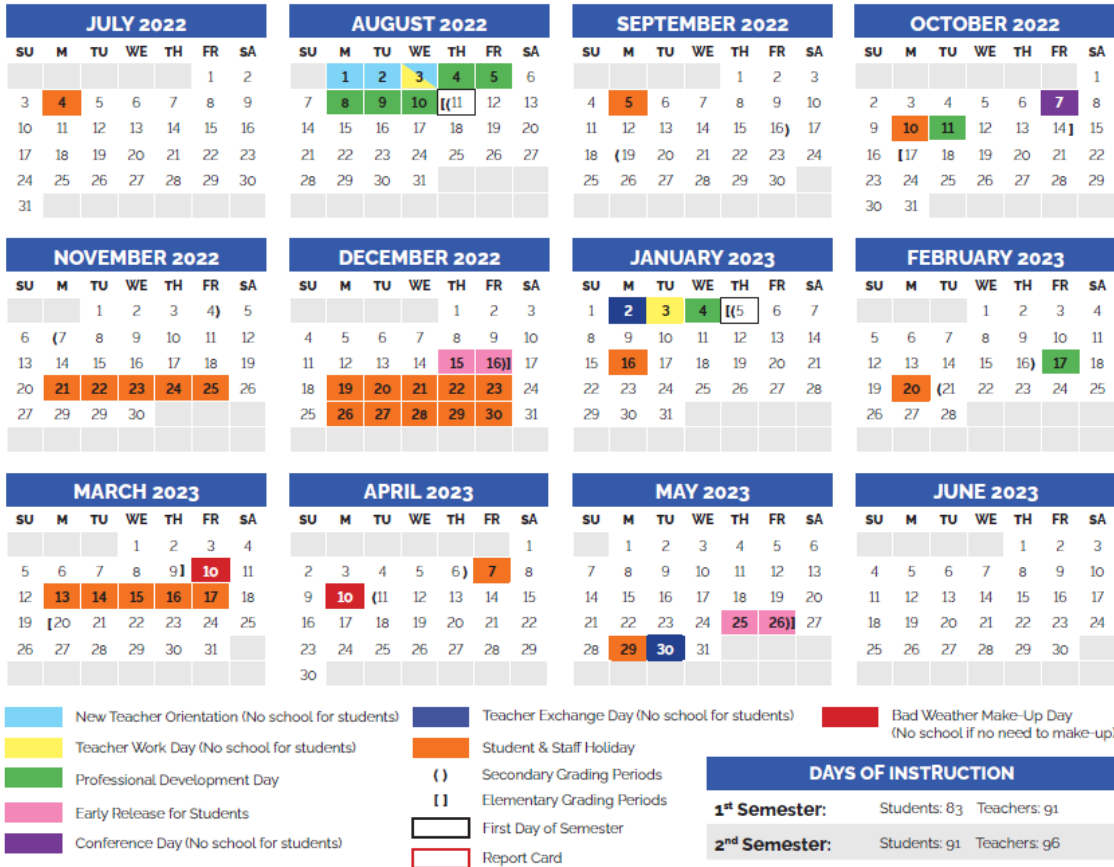 JULY 2022
SU M TU WE TH FR SA
1 2
3 4 5 6 7 8 9
10 11 12 13 14 15 16
17 18 19 20 21 22 23
24 25 26 27 28 29 30
31
AUGUST 2022
SU M TU WE TH FR SA
1 2 3 4 5 6
7 8 9 10 [(11 12 13
14 15 16 17 18 19 20
21 22 23 24 25 26 27
28 29 30 31
SEPTEMBER 2022
SU M TU WE TH FR SA
1 2 3
4 5 6 7 8 9 10
11 12 13 14 15 16) 17
18 (19 20 21 22 23 24
25 26 27 28 29 30
OCTOBER 2022
SU M TU WE TH FR SA
1
2 3 4 5 6 7 8
9 10 11 12 13 14] 15
16 [17 18 19 20 21 22
23 24 25 26 27 28 29
30 31
NOVEMBER 2022
SU M TU WE TH FR SA
1 2 3 4) 5
6 (7 8 9 10 11 12
13 14 15 16 17 18 19
20 21 22 23 24 25 26
27 29 29 30
DECEMBER 2022
SU M TU WE TH FR SA
1 2 3
4 5 6 7 8 9 10
11 12 13 14 15 16)] 17
18 19 20 21 22 23 24
25 26 27 28 29 30 31
JANUARY 2023
SU M TU WE TH FR SA
1 2 3 4 [(5 6 7
8 9 10 11 12 13 14
15 16 17 18 19 20 21
22 23 24 25 26 27 28
29 30 31
FEBRUARY 2023
SU M TU WE TH FR SA
1 2 3 4
5 6 7 8 9 10 11
12 13 14 15 16) 17 18
19 20 (21 22 23 24 25
26 27 28
MARCH 2023
SU M TU WE TH FR SA
1 2 3 4
5 6 7 8 9] 10 11
12 13 14 15 16 17 18
19 [20 21 22 23 24 25
26 27 28 29 30 31
APRIL 2023
SU M TU WE TH FR SA
1
2 3 4 5 6) 7 8
9 10 (11 12 13 14 15
16 17 18 19 20 21 22
23 24 25 26 27 28 29
30
MAY 2023
SU M TU WE TH FR SA
1 2 3 4 5 6
7 8 9 10 11 12 13
14 15 16 17 18 19 20
21 22 23 24 25 26)] 27
28 29 30 31
JUNE 2023
SU M TU WE TH FR SA
1 2 3
4 5 6 7 8 9 10
11 12 13 14 15 16 17
18 19 20 21 22 23 24
25 26 27 28 29 30
New Teacher Orientation (No school for students)
Teacher Work Day (No school for students)
Professional Development Day
Early Release for Students
Conference Day (No school for students)
Teacher Exchange Day (No school for students)
Student & Staff Holiday
( ) Secondary Grading Periods
[ ] Elementary Grading Periods
First Day of Semester
Report Card
Bad Weather Make-Up Day
(No school if no need to make-up)
DAYS OF INSTRUCTION
1st Semester: Students: 83 Teachers: 91
2nd Semester: Students: 91 Teachers: 96